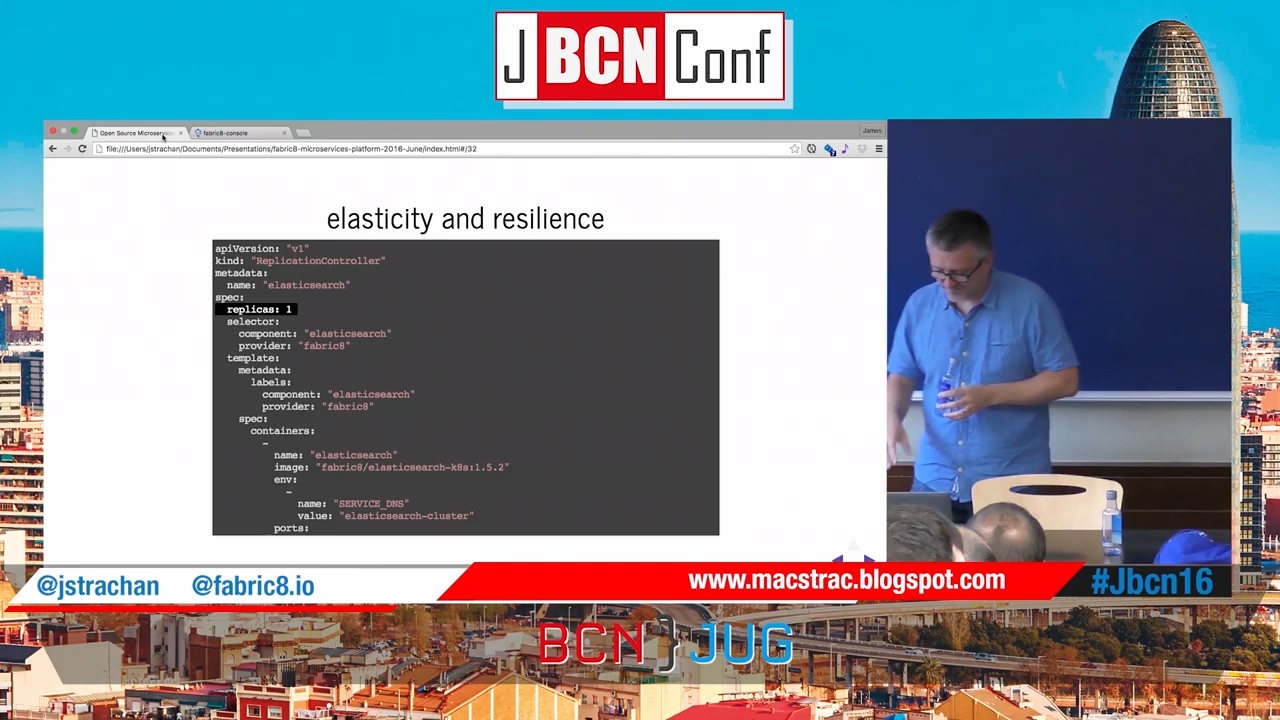 J BCN Conf
Open Source Microservices
fabric8-console
James
file:///Users/jstrachan/Documents/Presentations/fabric8-microservices-platform-2016-June/index.html#/32
elasticity and resilience
apiVersion: "v1"
kind: "ReplicationController"
metadata:
name: "elasticsearch"
spec:
replicas: 1
selector:
component: "elasticsearch"
provider: "fabric8"
template:
metadata:
labels:
component: "elasticsearch"
provider: "fabric8"
spec:
containers:
-
name: "elasticsearch"
image: "fabric8/elasticsearch-k8s:1.5.2"
env:
-
name: "SERVICE_DNS"
value: "elasticsearch-cluster"
ports:
@jstrachan @fabric8.io
www.macstrac.blogspot.com
#Jbcn16
BCN } JUG